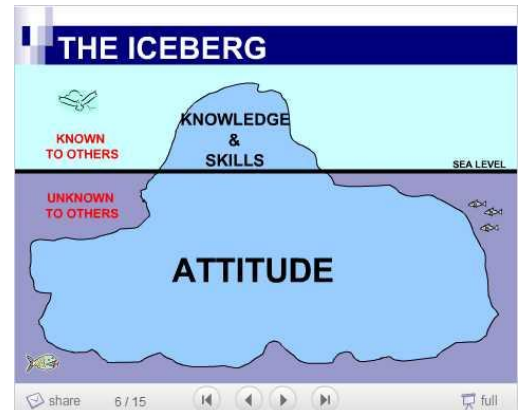 THE ICEBERG
KNOWLEDGE
&
SKILLS
KNOWN
TO OTHERS
SEA LEVEL
UNKNOWN
TO OTHERS
ATTITUDE
share 6 / 15 full